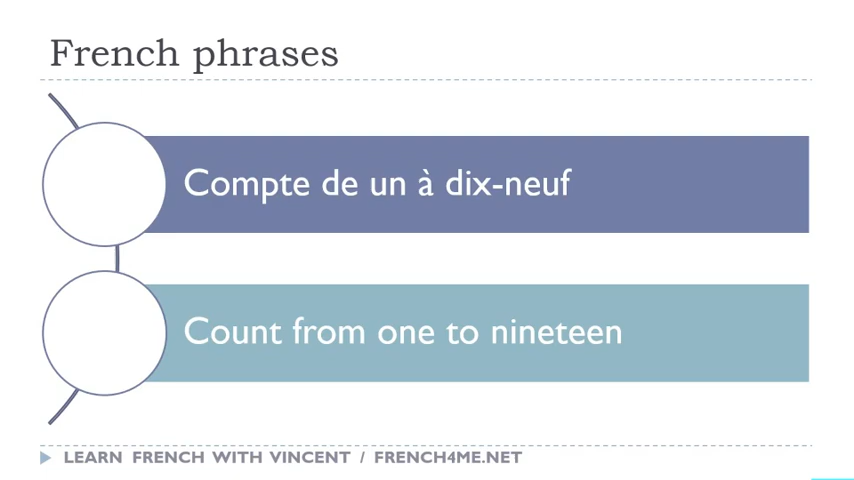 French phrases
Compte de un à dix-neuf
Count from one to nineteen
LEARN FRENCH WITH VINCENT / FRENCH4ME.NET